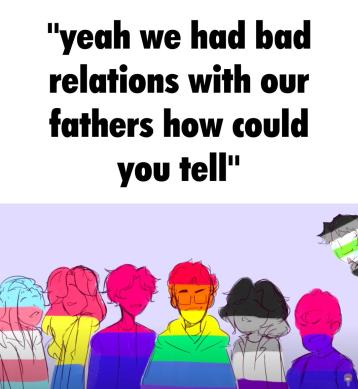 "yeah we had bad
relations with our
fathers how could
you tell"